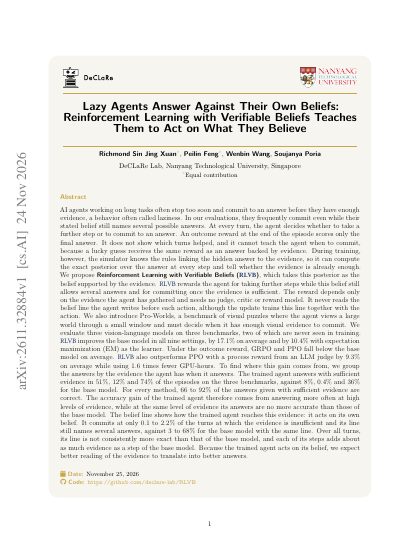 DeCLaRe
NANYANG
TECHNOLOGICAL
UNIVERSITY
SINGAPORE
Lazy Agents Answer Against Their Own Beliefs:
Reinforcement Learning with Verifiable Beliefs Teaches
Them to Act on What They Believe
Richmond Sin Jing Xuan*, Peilin Feng*, Wenbin Wang, Soujanya Poria
DeCLaRe Lab, Nanyang Technological University, Singapore
*Equal contribution
Abstract
AI agents working on long tasks often stop too soon and commit to an answer before they have enough
evidence, a behavior often called laziness. In our evaluations, they frequently commit even while their
stated belief still names several possible answers. At every turn, the agent decides whether to take a
further step or to commit to an answer. An outcome reward at the end of the episode scores only the
final answer. It does not show which turns helped, and it cannot teach the agent when to commit,
because a lucky guess receives the same reward as an answer backed by evidence. During training,
however, the simulator knows the rules linking the hidden answer to the evidence, so it can compute
the exact posterior over the answer at every step and tell whether the evidence is already enough.
We propose Reinforcement Learning with Verifiable Beliefs (RLVB), which takes this posterior as the
belief supported by the evidence. RLVB rewards the agent for taking further steps while this belief still
allows several answers and for committing once the evidence is sufficient. The reward depends only
on the evidence the agent has gathered and needs no judge, critic or reward model. It never reads the
belief line the agent writes before each action, although the update trains this line together with the
action. We also introduce Pro-Worlds, a benchmark of visual puzzles where the agent views a large
world through a small window and must decide when it has enough visual evidence to commit. We
evaluate three vision-language models on three benchmarks, two of which are never seen in training.
RLVB improves the base model in all nine settings, by 17.1% on average and by 10.4% with expectation
maximization (EM) as the learner. Under the outcome reward, GRPO and PPO fall below the base
model on average. RLVB also outperforms PPO with a process reward from an LLM judge by 9.3%
on average while using 1.6 times fewer GPU-hours. To find where this gain comes from, we group
the answers by the evidence the agent has when it answers. The trained agent answers with sufficient
evidence in 51%, 12% and 74% of the episodes on the three benchmarks, against 8%, 0.4% and 36%
for the base model. For every method, 66 to 92% of the answers given with sufficient evidence are
correct. The accuracy of the trained agent therefore comes from answering more often at high
levels of evidence, while at the same level of evidence its answers are no more accurate than those of
the base model. The belief line shows how the trained agent reaches this evidence: it acts on its own
belief. It commits at only 0.1 to 2.2% of the turns at which the evidence is insufficient and its line
still names several answers, against 3 to 68% for the base model with the same line. Over all turns,
its line is not consistently more exact than that of the base model, and each of its steps adds about
as much evidence as a step of the base model. Because the trained agent acts on its belief, we expect
better reading of the evidence to translate into better answers.
Date: November 25, 2026
Code: https://github.com/declare-lab/RLVB
arXiv:2611.32884v1 [cs.AI] 24 Nov 2026
1